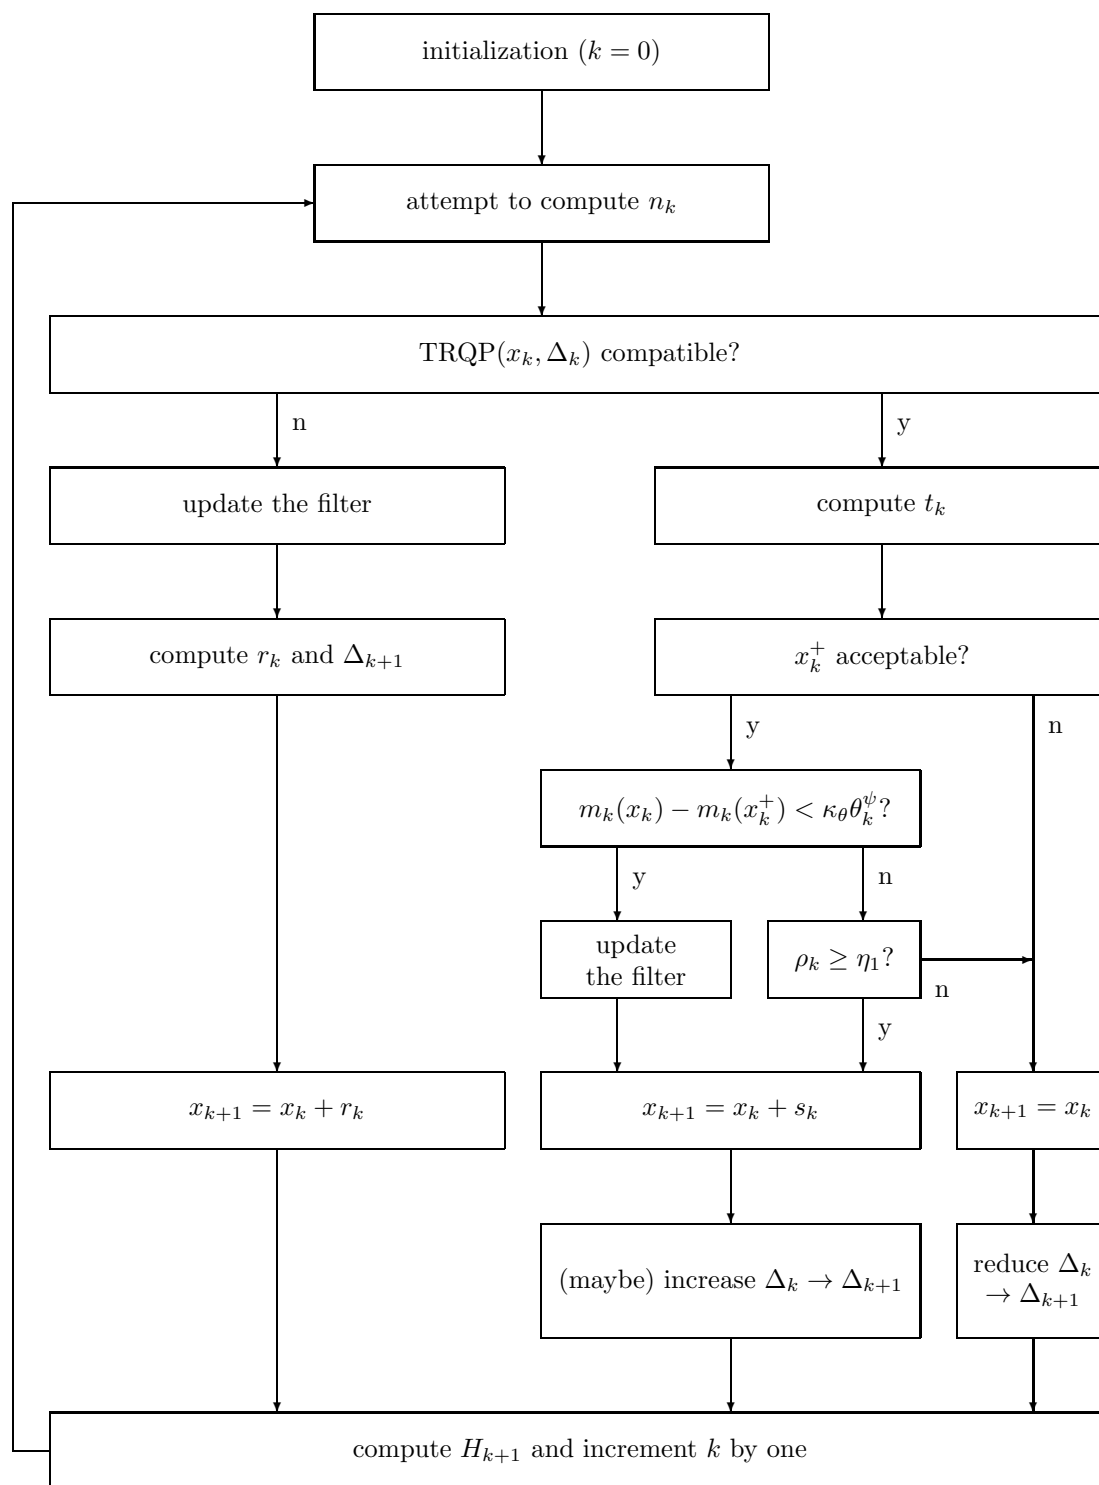 initialization (k = 0)
attempt to compute n_k
TRQP(x_k, Δ_k) compatible?
n
y
update the filter
compute t_k
compute r_k and Δ_{k+1}
x_k^+ acceptable?
y
n
m_k(x_k) − m_k(x_k^+) < κ_θ θ_k^ψ?
y
n
update
the filter
ρ_k ≥ η_1?
n
y
x_{k+1} = x_k + r_k
x_{k+1} = x_k + s_k
x_{k+1} = x_k
(maybe) increase Δ_k → Δ_{k+1}
reduce Δ_k
→ Δ_{k+1}
compute H_{k+1} and increment k by one